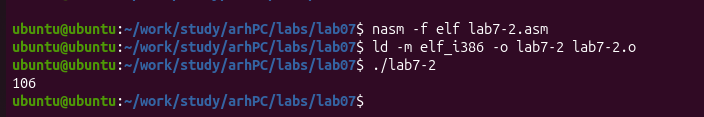 ubuntu@ubuntu:~/work/study/arhPC/labs/lab07$ nasm -f elf lab7-2.asm
ubuntu@ubuntu:~/work/study/arhPC/labs/lab07$ ld -m elf_i386 -o lab7-2 lab7-2.o
ubuntu@ubuntu:~/work/study/arhPC/labs/lab07$ ./lab7-2
106
ubuntu@ubuntu:~/work/study/arhPC/labs/lab07$